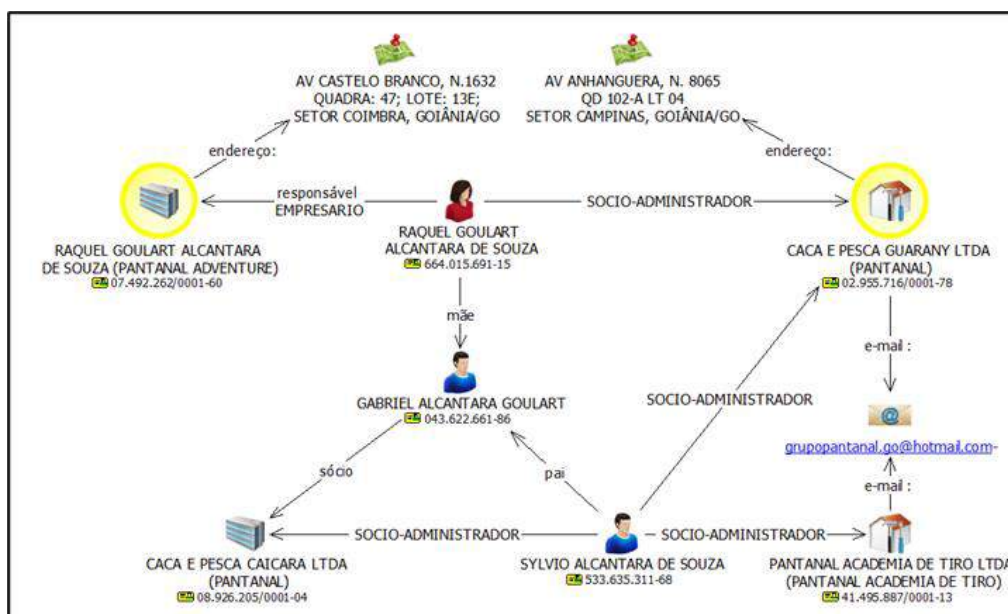 AV CASTELO BRANCO, N.1632
QUADRA: 47; LOTE: 13E;
SETOR COIMBRA, GOIÂNIA/GO
AV ANHANGUERA, N. 8065
QD 102-A LT 04
SETOR CAMPINAS, GOIÂNIA/GO
endereço:
endereço:
responsável
EMPRESARIO
SOCIO-ADMINISTRADOR
RAQUEL GOULART ALCANTARA
DE SOUZA (PANTANAL ADVENTURE)
07.492.262/0001-60
RAQUEL GOULART
ALCANTARA DE SOUZA
664.015.691-15
CACA E PESCA GUARANY LTDA
(PANTANAL)
02.955.716/0001-78
mãe
e-mail :
GABRIEL ALCANTARA GOULART
043.622.661-86
SOCIO-ADMINISTRADOR
grupopantanal.go@hotmail.com-
sócio
pai
e-mail :
SOCIO-ADMINISTRADOR
SOCIO-ADMINISTRADOR
CACA E PESCA CAICARA LTDA
(PANTANAL)
08.926.205/0001-04
SYLVIO ALCANTARA DE SOUZA
533.635.311-68
PANTANAL ACADEMIA DE TIRO LTDA
(PANTANAL ACADEMIA DE TIRO)
41.495.887/0001-13